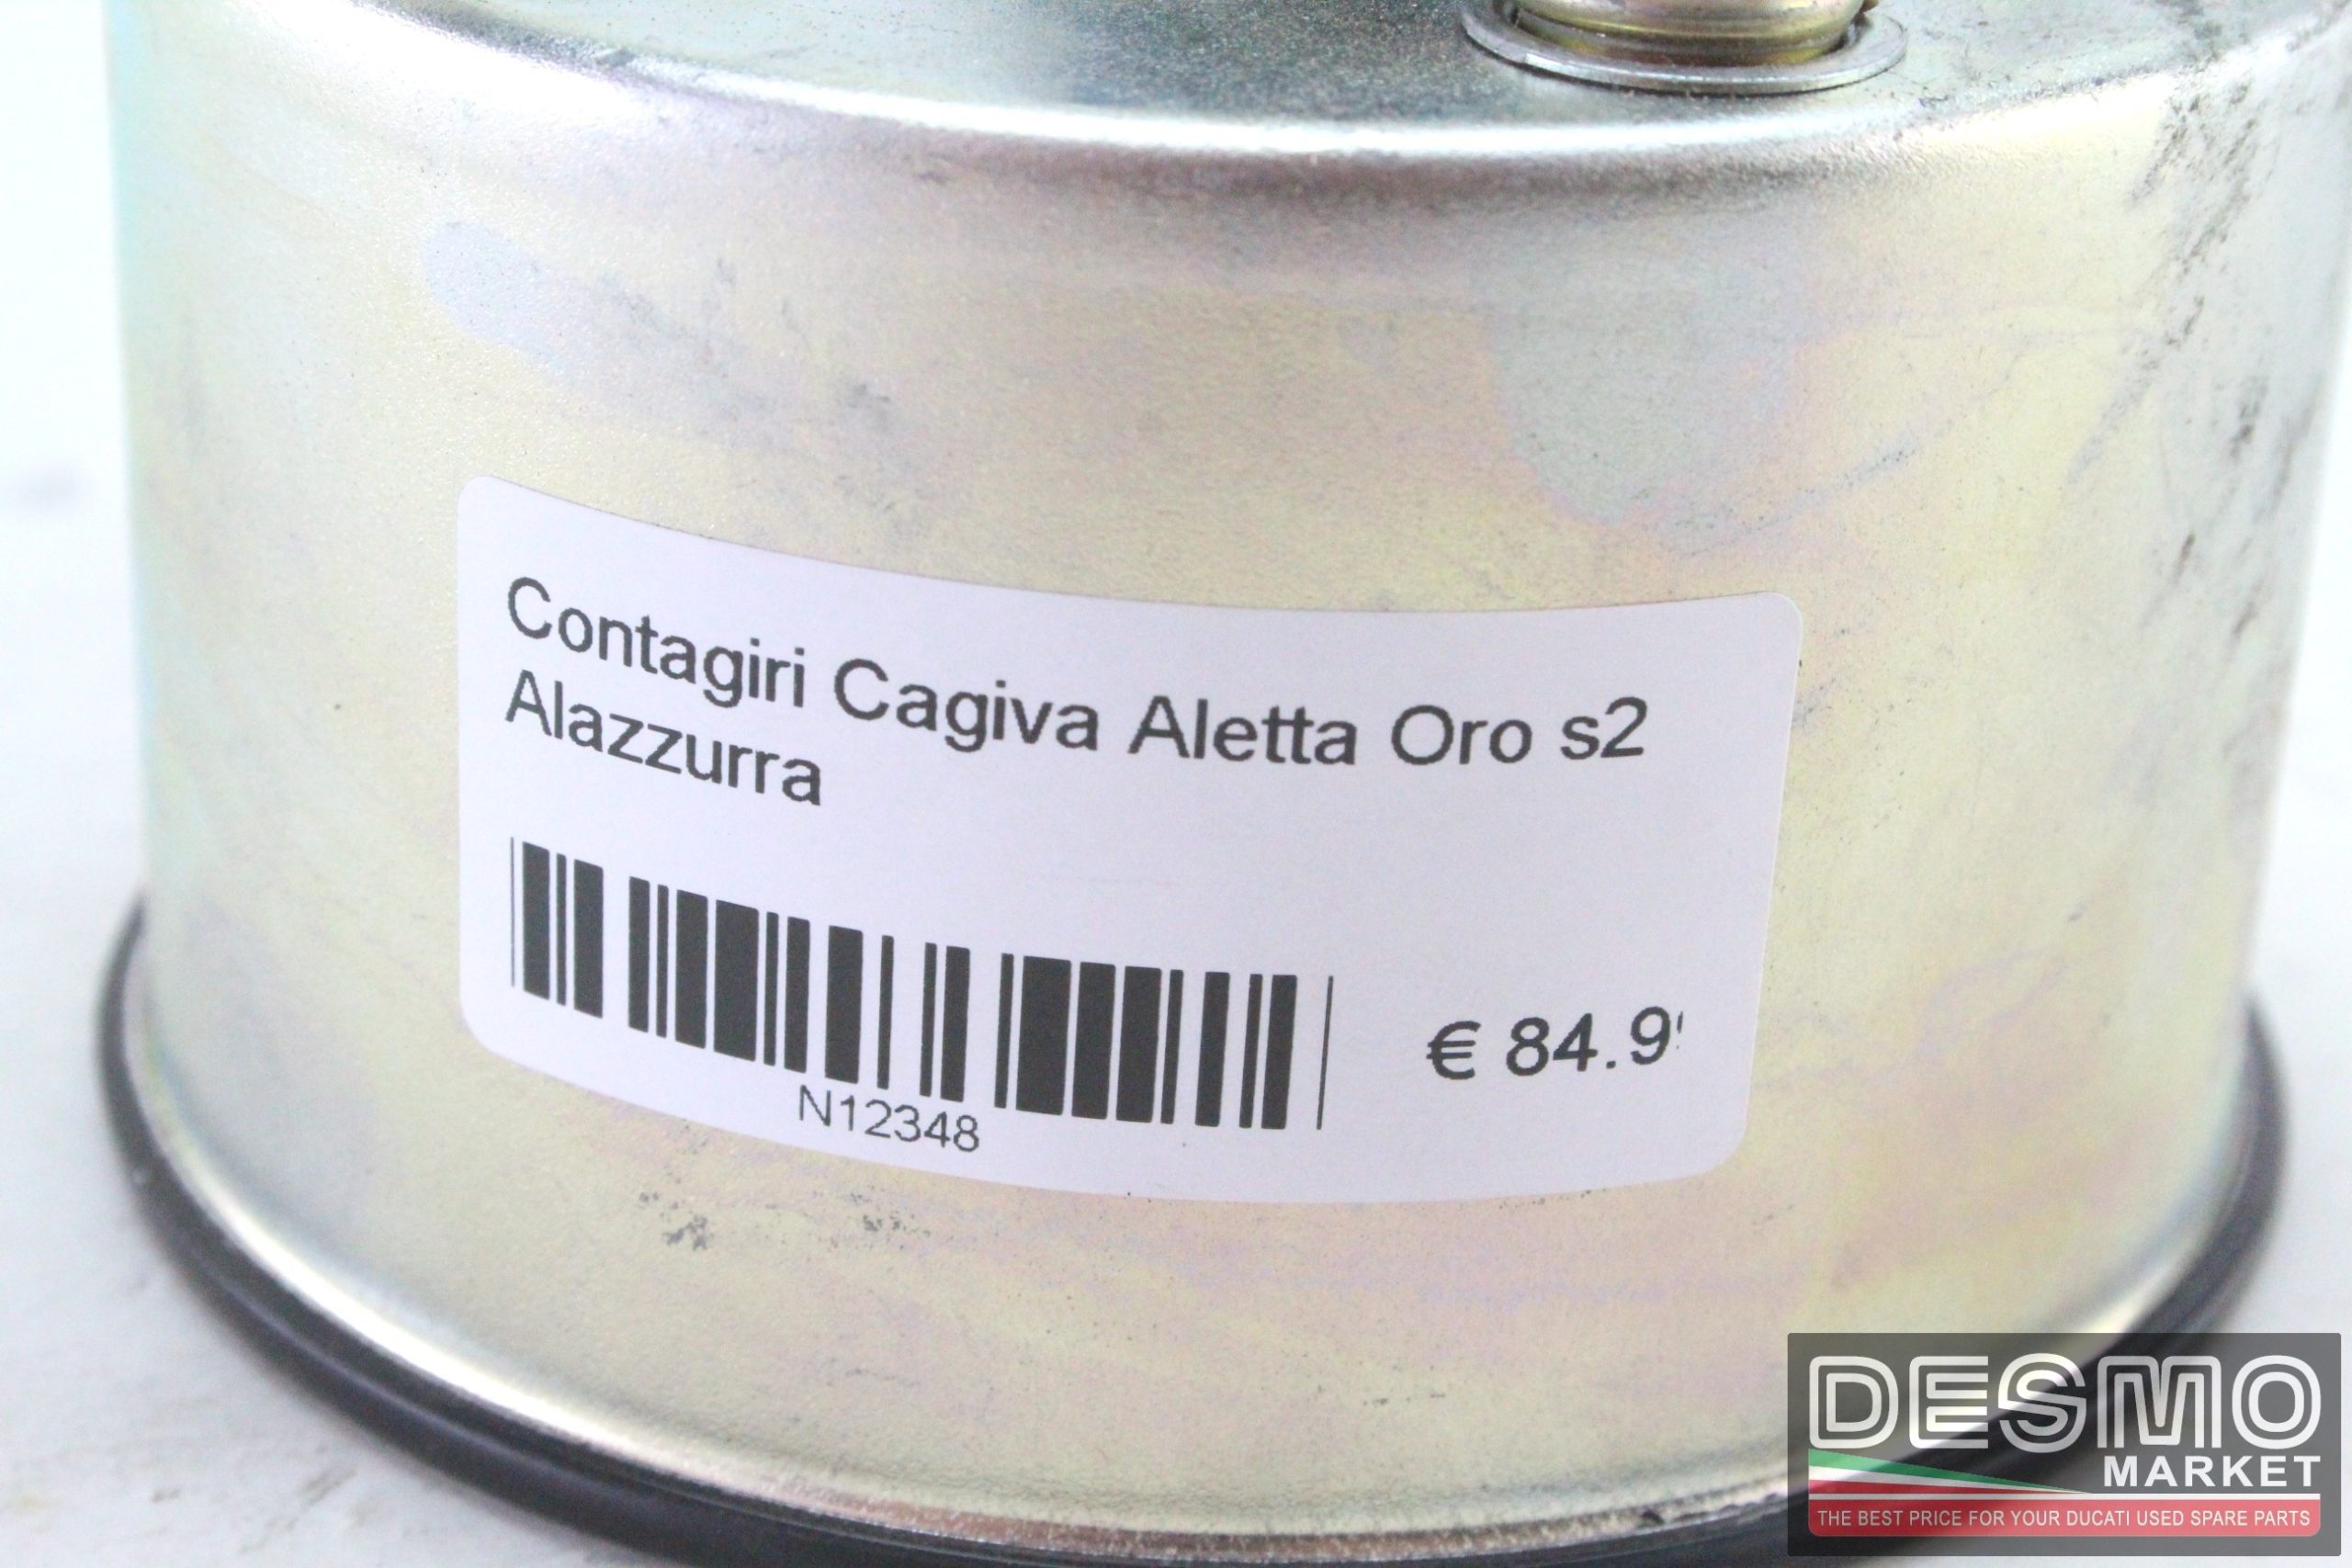 Contagiri Cagiva Aletta Oro s2
Alazzurra
N12348
€ 84.9
DESMO
MARKET
THE BEST PRICE FOR YOUR DUCATI USED SPARE PARTS